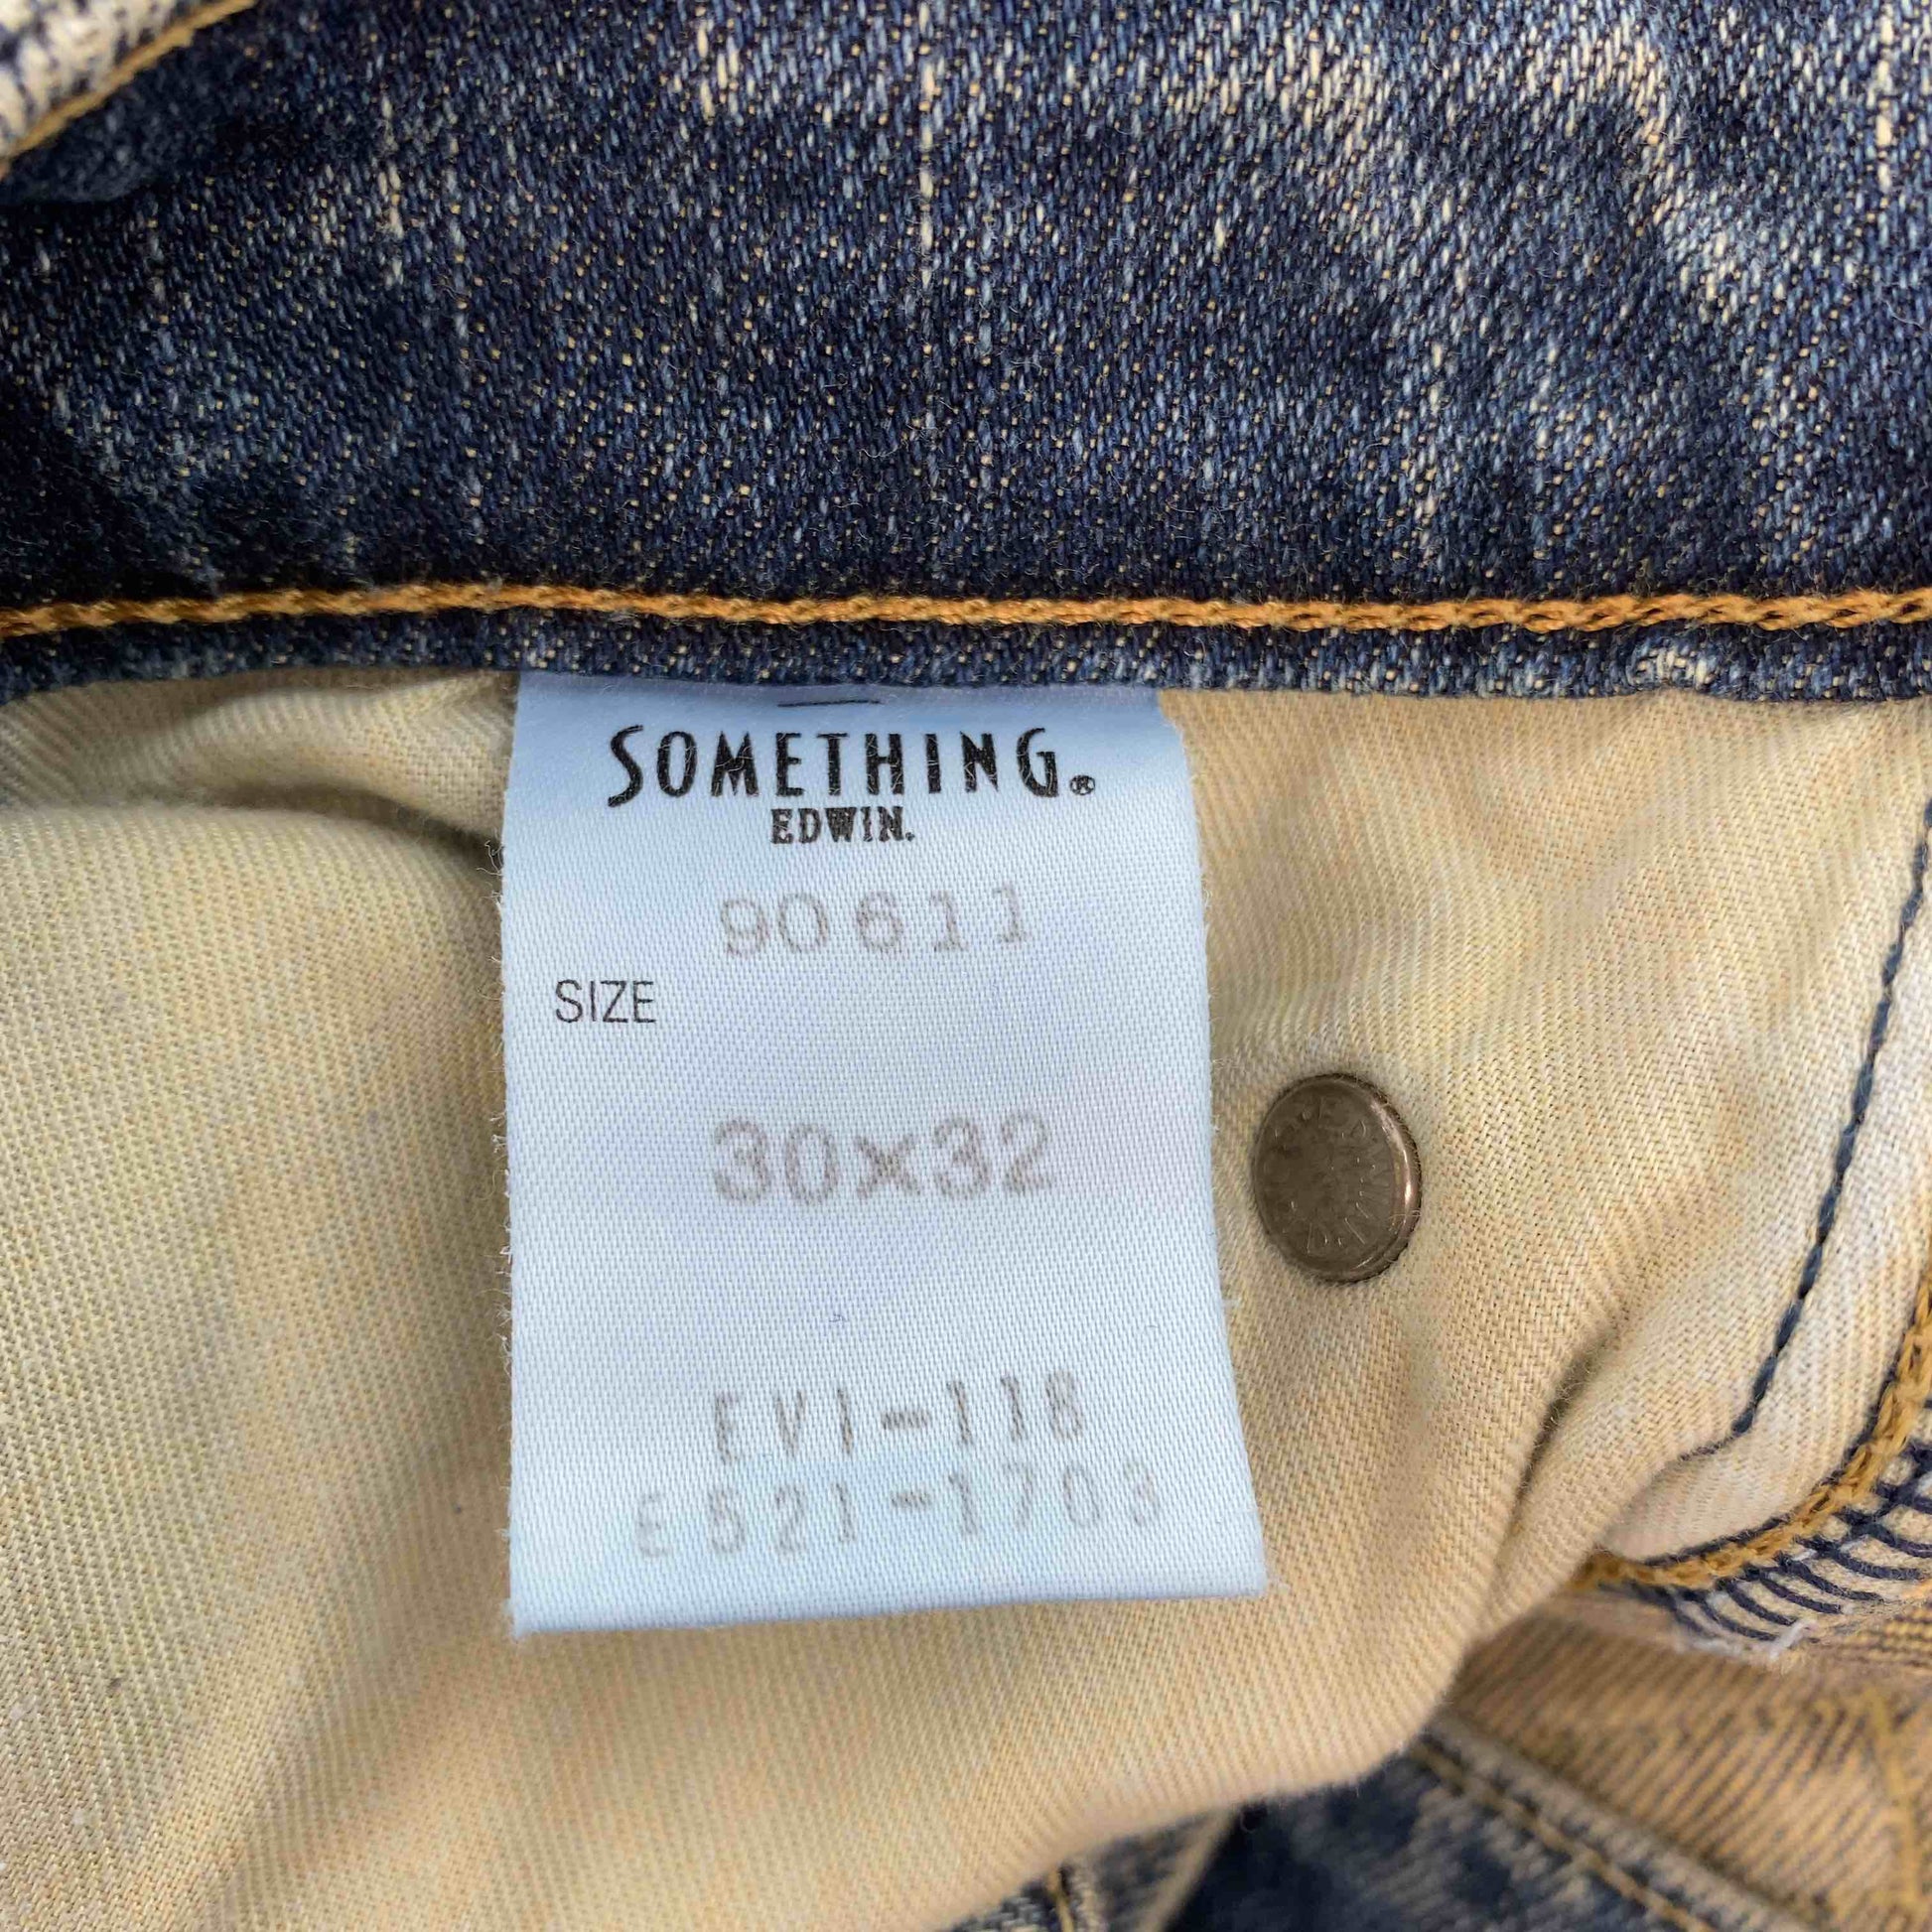 SOMETHING®
EDWIN.
90611
SIZE
30×32
EVI-118
E521-1703